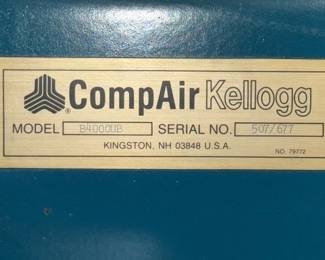 CompAir Kellogg
MODEL B4000UB SERIAL NO. 507/677
KINGSTON, NH 03848 U.S.A.
NO. 79772